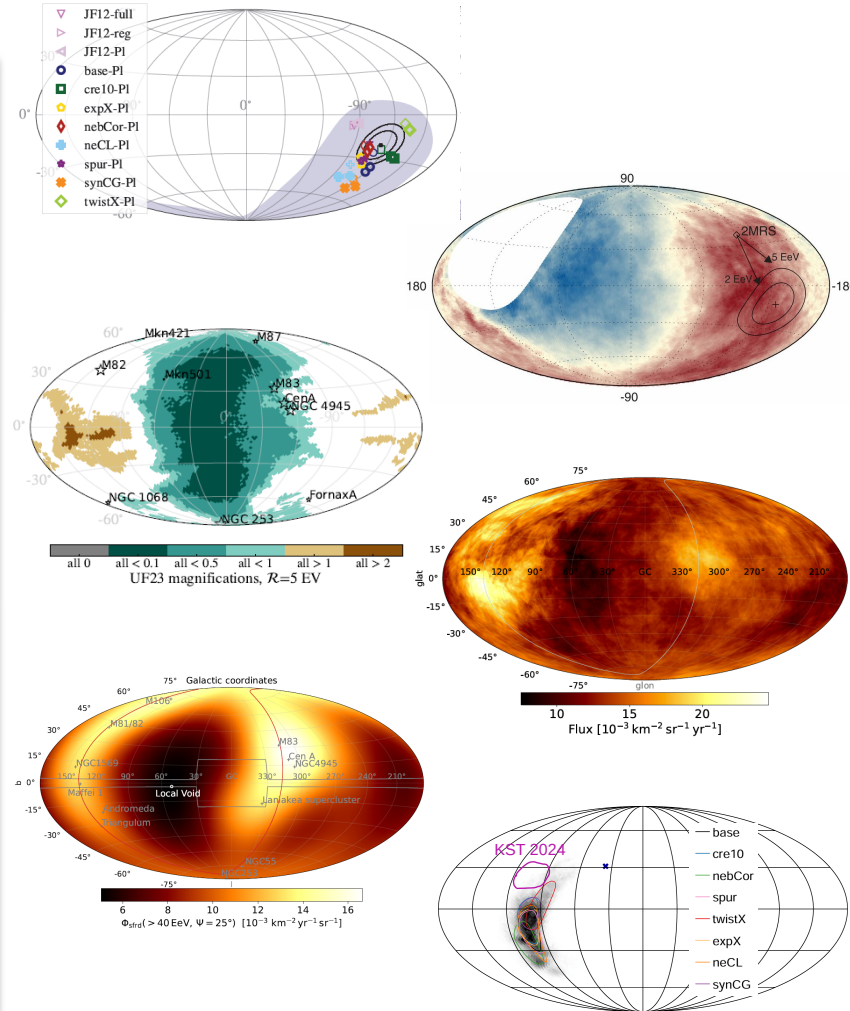 JF12-full
JF12-reg
JF12-Pl
base-Pl
cre10-Pl
expX-Pl
nebCor-Pl
neCL-Pl
spur-Pl
synCG-Pl
twistX-Pl
30°
0°
-30
-60°
0°
-90°
90
180
-18
-90
2MRS
5 EeV
2 EeV
60°
30°
0°
-30°
-60°
0°
-90°
Mkn421
M87
M82
Mkn501
M83
CenA
NGC 4945
NGC 1068
FornaxA
NGC 253
all 0
all < 0.1
all < 0.5
all < 1
all > 1
all > 2
UF23 magnifications, R=5 EV
75°
60°
45°
30°
15°
0°
-15°
-30°
-45°
-60°
-75°
glat
150° 120° 90° GC 330° 300° 270° 240° 210°
glon
10 15 20
Flux [10⁻³ km⁻² sr⁻¹ yr⁻¹]
Galactic coordinates
75°
60°
45°
30°
15°
b 0°
-15°
-30°
-45°
-60°
-75°
M106
M81/82
M83
Cen A
NGC4945
150° 90° 60° 30° GC 330° 300° 270° 240° 210°
Maffei 1
Local Void
Laniakea supercluster
Andromeda
Triangulum
NGC55
6 8 10 12 14 16
Φsfrd(> 40 EeV, Ψ = 25°) [10⁻³ km⁻² yr⁻¹ sr⁻¹]
KST 2024
base
cre10
nebCor
spur
twistX
expX
neCL
synCG